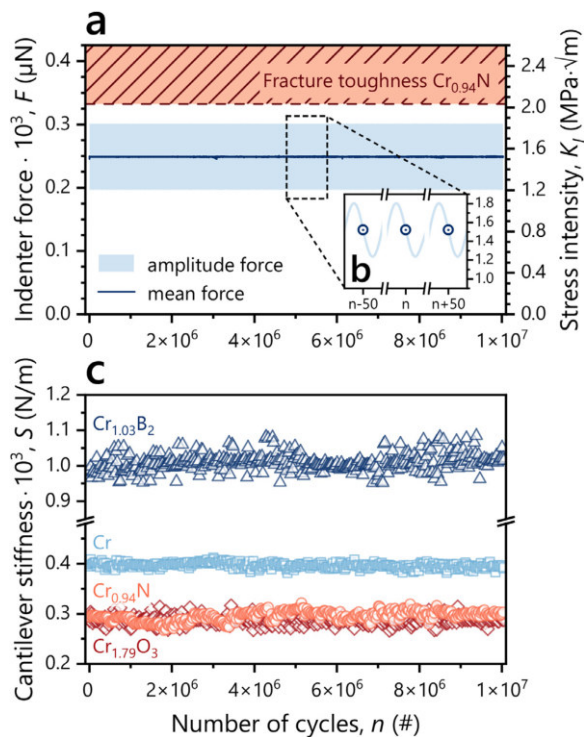 a
Indenter force · 10³, F (μN)
0.4
0.3
0.2
0.1
0.0
Fracture toughness Cr₀.₉₄N
Stress intensity, K_I (MPa·√m)
2.4
2.0
1.6
1.2
0.8
0.4
0.0
amplitude force
mean force
b
1.8
1.6
1.4
1.2
1.0
n-50 n n+50
0 2×10⁶ 4×10⁶ 6×10⁶ 8×10⁶ 1×10⁷
c
Cantilever stiffness · 10³, S (N/m)
1.2
1.1
1.0
0.9
0.4
0.3
0.2
Cr₁.₀₃B₂
Cr
Cr₀.₉₄N
Cr₁.₇₉O₃
0 2×10⁶ 4×10⁶ 6×10⁶ 8×10⁶ 1×10⁷
Number of cycles, n (#)